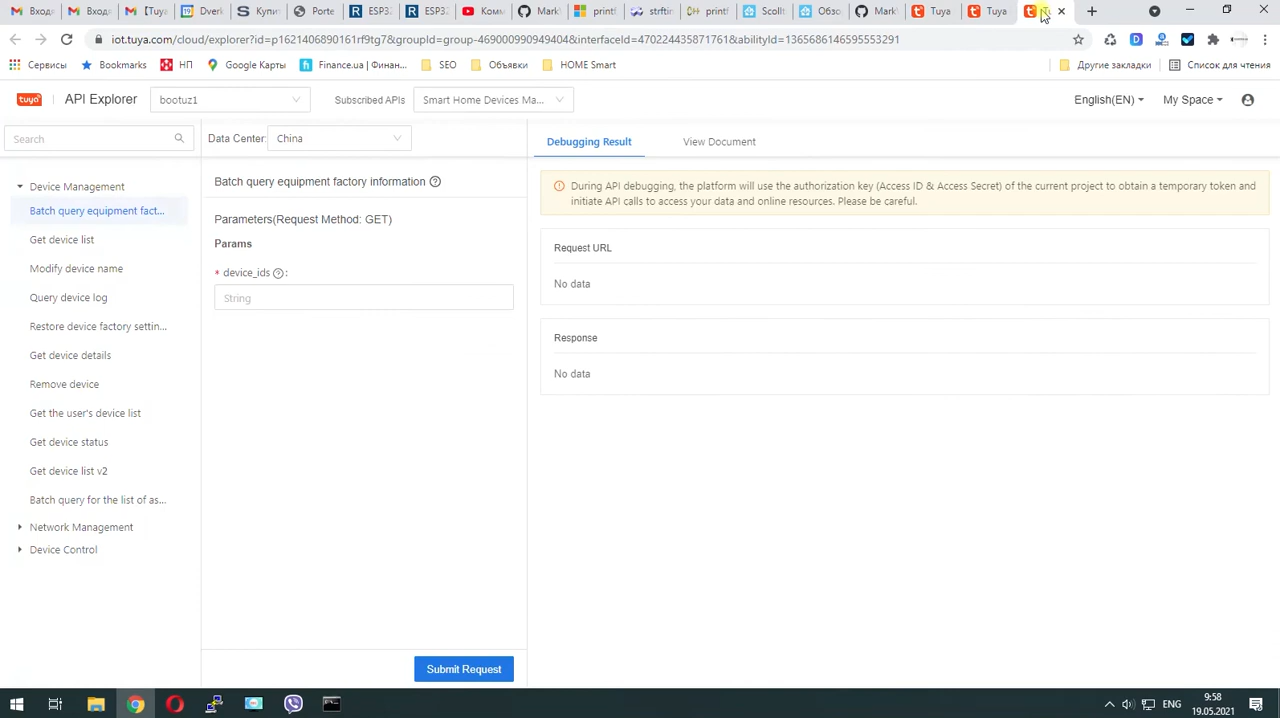 Входя
Входя
【Tuya
Dverk
Купи
Porte
ESP32
ESP32
Комм
Mark
printf
strftin
printf
Scollt
Обзо
Mark
Tuya
Tuya
iot.tuya.com/cloud/explorer?id=p1621406890161rf9tg7&groupId=group-469000990949404&interfaceId=470224435871761&abilityId=1365686146595553291
Сервисы
Bookmarks
НП
Google Карты
Finance.ua | Финан...
SEO
Объявки
HOME Smart
Другие закладки
Список для чтения
tuya
API Explorer
bootuz1
Subscribed APIs
Smart Home Devices Ma...
English(EN)
My Space
Search
Data Center:
China
Debugging Result
View Document
Device Management
Batch query equipment fact...
Get device list
Modify device name
Query device log
Restore device factory settin...
Get device details
Remove device
Get the user's device list
Get device status
Get device list v2
Batch query for the list of as...
Network Management
Device Control
Batch query equipment factory information
Parameters(Request Method: GET)
Params
* device_ids :
String
Submit Request
During API debugging, the platform will use the authorization key (Access ID & Access Secret) of the current project to obtain a temporary token and
initiate API calls to access your data and online resources. Please be careful.
Request URL
No data
Response
No data
ENG
9:58
19.05.2021